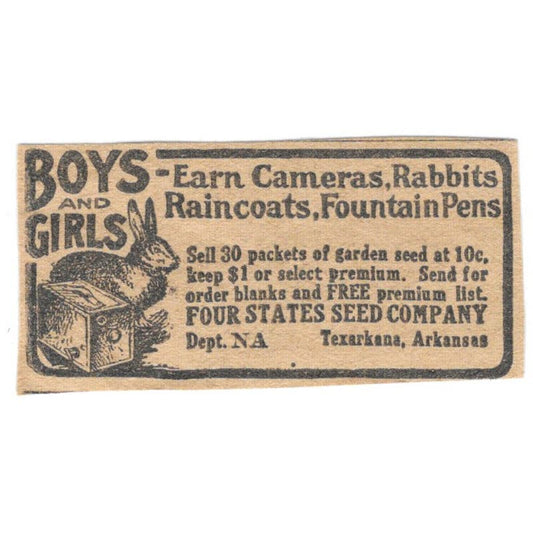 BOYS
AND
GIRLS
-Earn Cameras, Rabbits
Raincoats, Fountain Pens
Sell 30 packets of garden seed at 10c,
keep $1 or select premium. Send for
order blanks and FREE premium list.
FOUR STATES SEED COMPANY
Dept. NA Texarkana, Arkansas